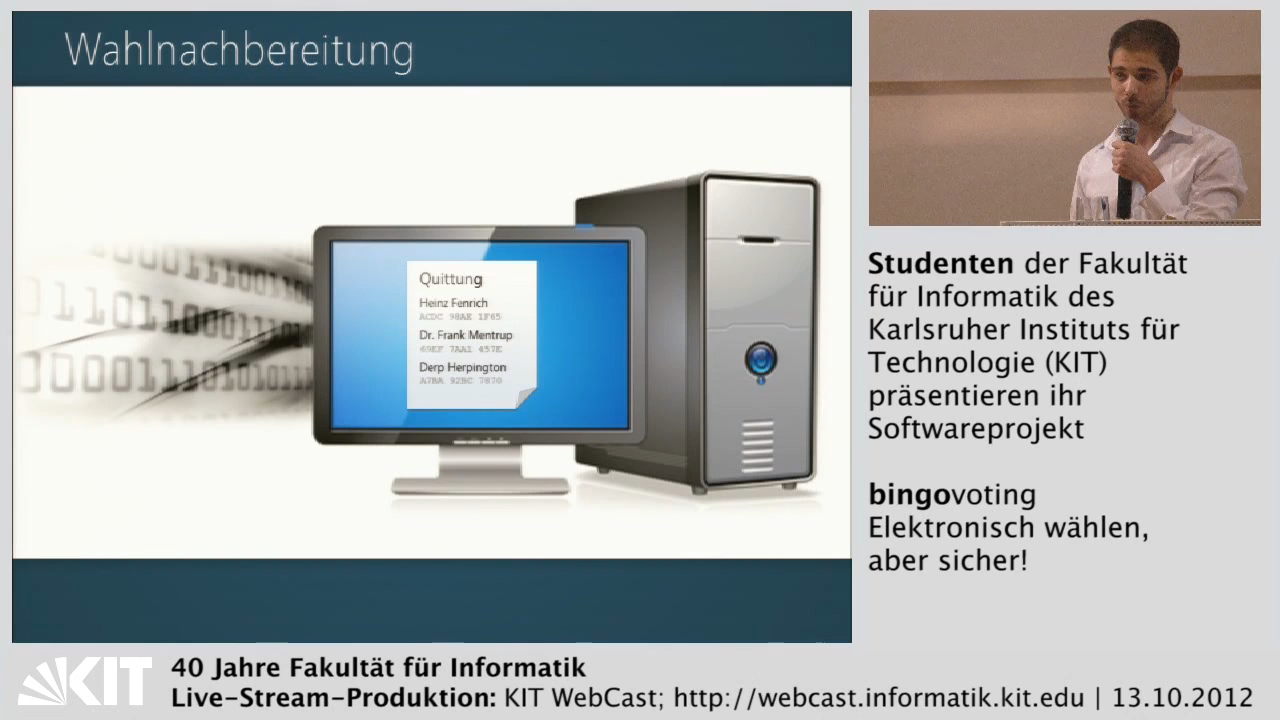 Wahlnachbereitung
Quittung
Heinz Fenrich
ACDC 98AE 1F65
Dr. Frank Mentrup
69EF 7AA1 457E
Derp Herpington
A7BA 92BC 7870
Studenten der Fakultät
für Informatik des
Karlsruher Instituts für
Technologie (KIT)
präsentieren ihr
Softwareprojekt
bingovoting
Elektronisch wählen,
aber sicher!
KIT
40 Jahre Fakultät für Informatik
Live-Stream-Produktion: KIT WebCast; http://webcast.informatik.kit.edu | 13.10.2012